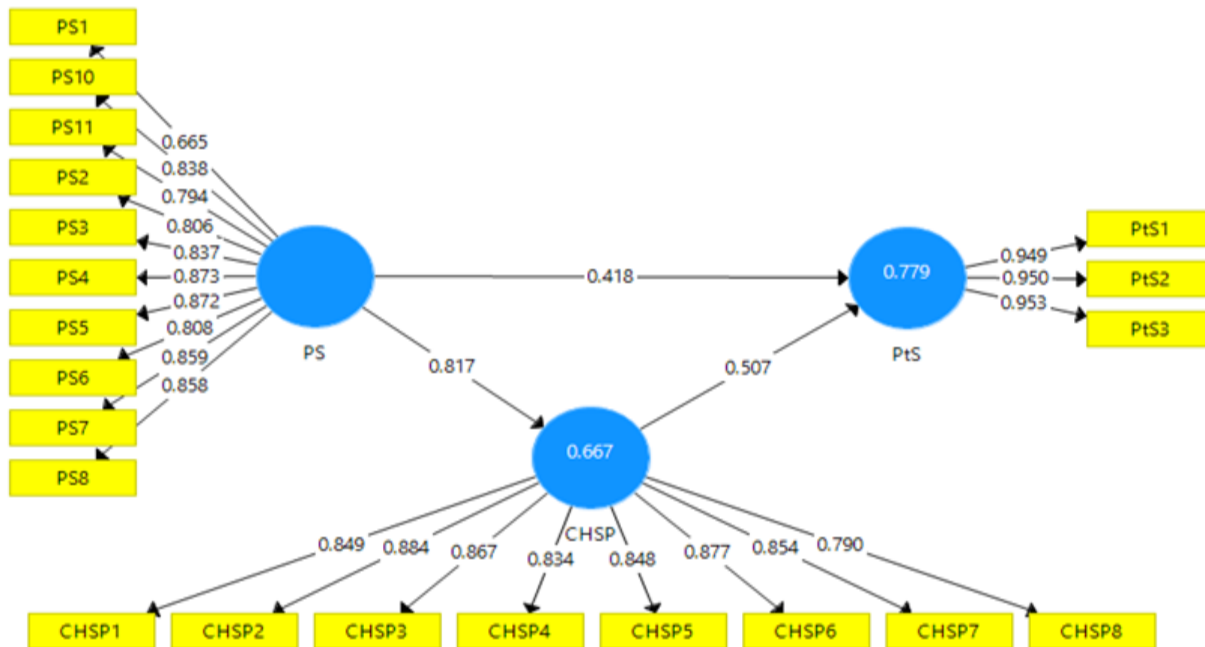 PS1
PS10
PS11
PS2
PS3
PS4
PS5
PS6
PS7
PS8
0.665
0.838
0.794
0.806
0.837
0.873
0.872
0.808
0.859
0.858
PS
0.418
0.817
0.507
0.779
PtS
0.949
0.950
0.953
PtS1
PtS2
PtS3
0.667
CHSP
0.849
0.884
0.867
0.834
0.848
0.877
0.854
0.790
CHSP1
CHSP2
CHSP3
CHSP4
CHSP5
CHSP6
CHSP7
CHSP8